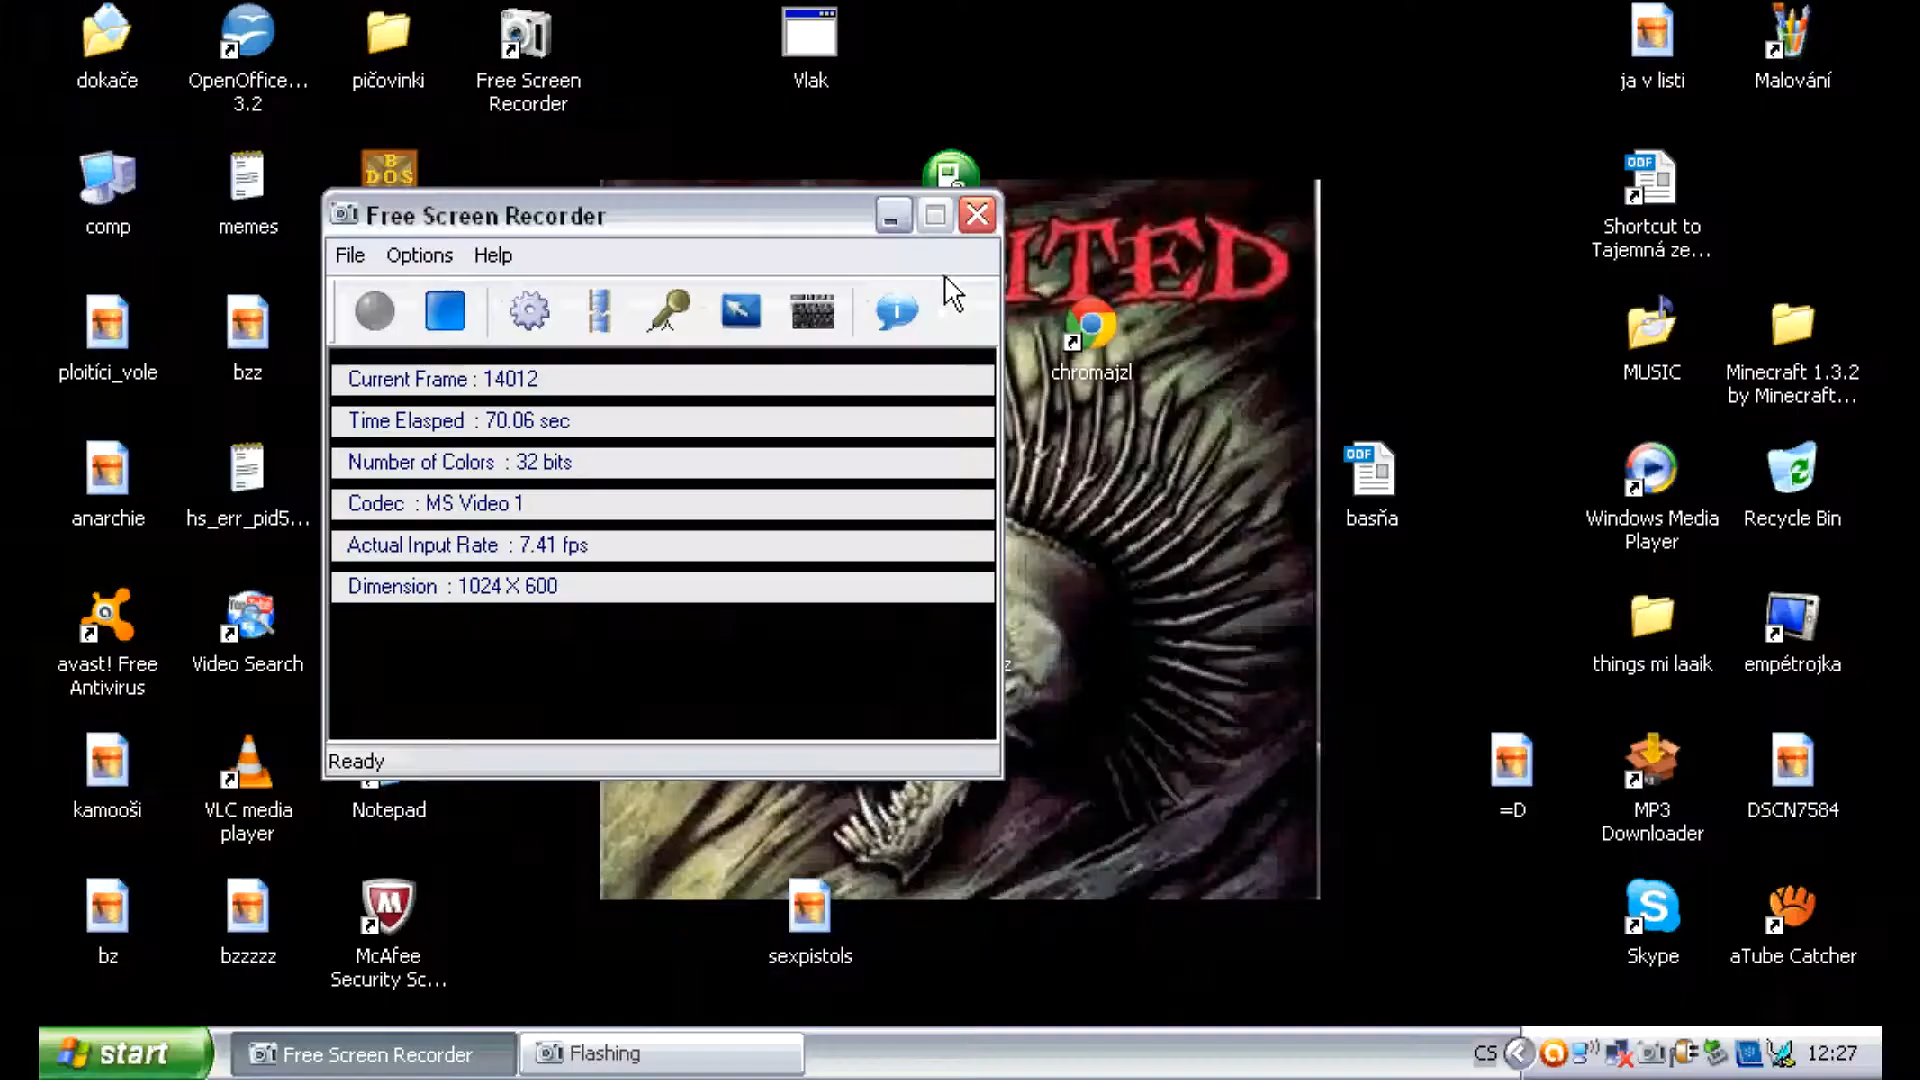 dokače
OpenOffice...
3.2
pičovinki
Free Screen
Recorder
Vlak
ja v listi
Malování
comp
memes
B
DOS
ODF
Shortcut to
Tajemná ze...
Free Screen Recorder
File Options Help
ITED
Current Frame : 14012
Time Elasped : 70.06 sec
Number of Colors : 32 bits
Codec : MS Video 1
Actual Input Rate : 7.41 fps
Dimension : 1024 X 600
Ready
ploitíci_vole
bzz
chromajzl
MUSIC
Minecraft 1.3.2
by Minecraft...
anarchie
hs_err_pid5...
ODF
basňa
Windows Media
Player
Recycle Bin
avast! Free
Antivirus
Video Search
z
things mi laaik
empétrojka
kamooši
VLC media
player
Notepad
=D
MP3
Downloader
DSCN7584
bz
bzzzzz
McAfee
Security Sc...
sexpistols
Skype
aTube Catcher
start
Free Screen Recorder
Flashing
CS
12:27